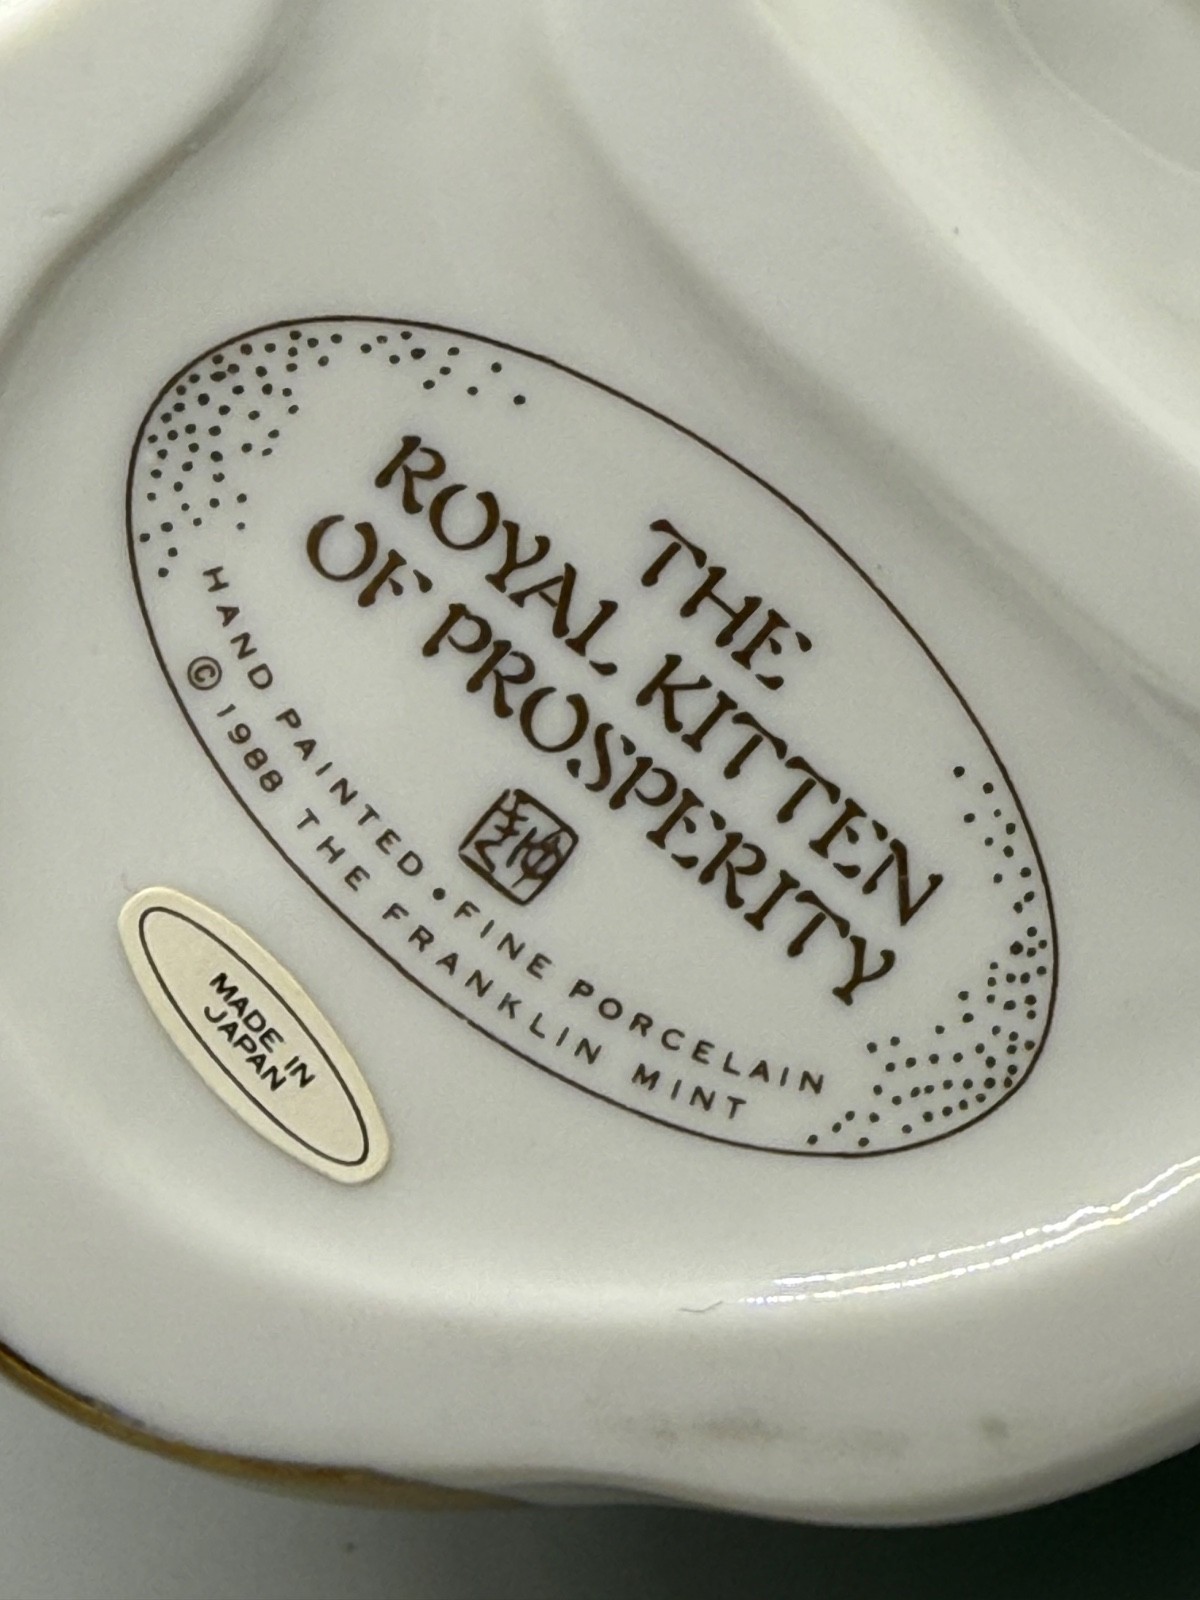 THE
ROYAL KITTEN
OF PROSPERITY
HAND PAINTED • FINE PORCELAIN
© 1988 THE FRANKLIN MINT
MADE IN
JAPAN